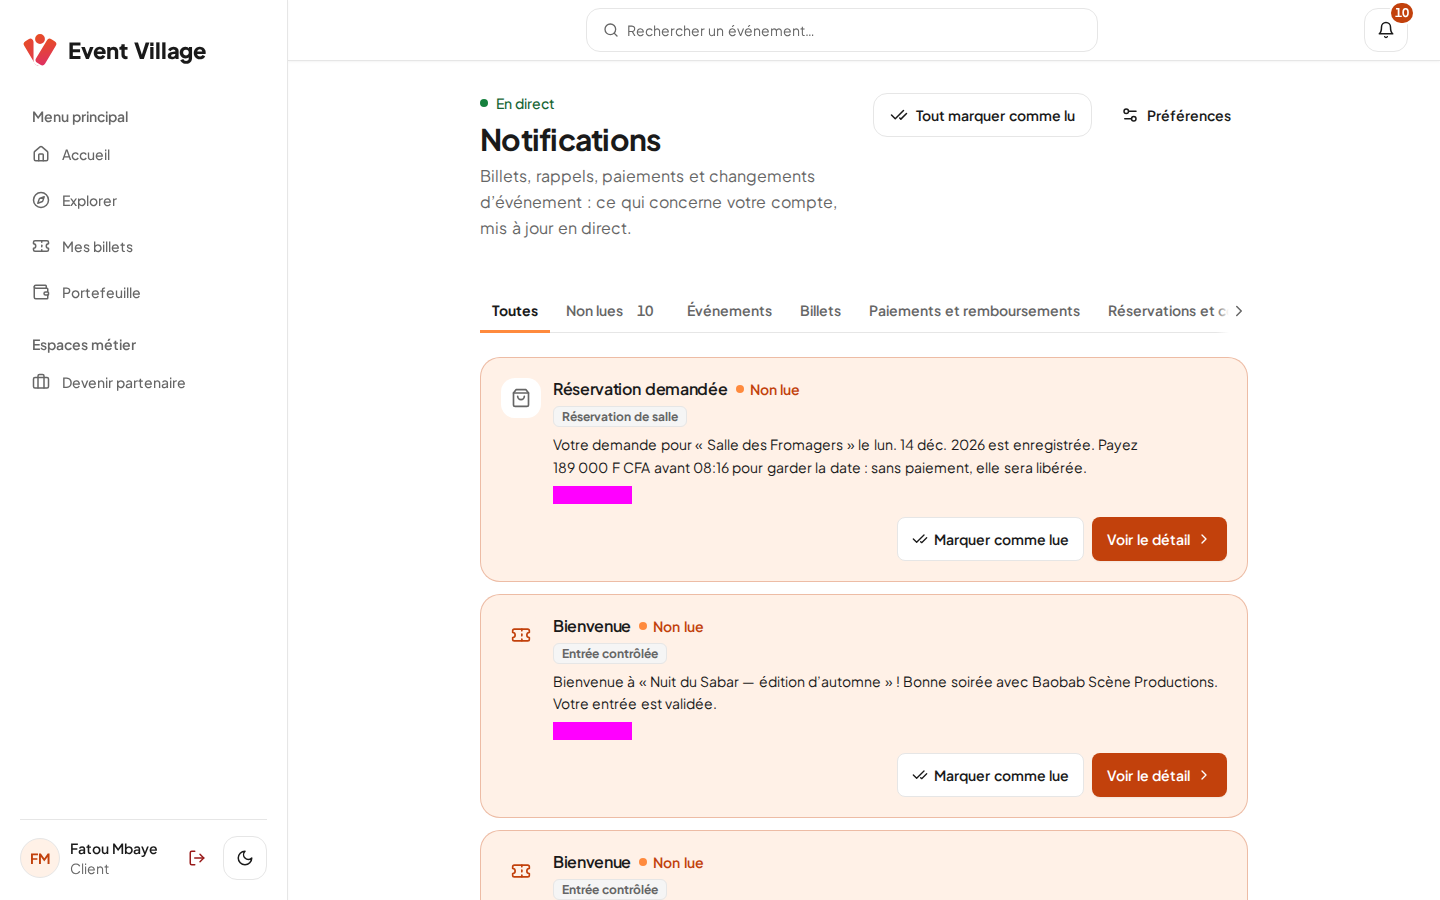 Event Village
Rechercher un événement...
10
Menu principal
Accueil
Explorer
Mes billets
Portefeuille
Espaces métier
Devenir partenaire
FM
Fatou Mbaye
Client
En direct
Notifications
Billets, rappels, paiements et changements
d'événement : ce qui concerne votre compte,
mis à jour en direct.
Tout marquer comme lu
Préférences
Toutes
Non lues 10
Événements
Billets
Paiements et remboursements
Réservations et
Réservation demandée
Non lue
Réservation de salle
Votre demande pour « Salle des Fromagers » le lun. 14 déc. 2026 est enregistrée. Payez
189 000 F CFA avant 08:16 pour garder la date : sans paiement, elle sera libérée.
Marquer comme lue
Voir le détail
Bienvenue
Non lue
Entrée contrôlée
Bienvenue à « Nuit du Sabar — édition d'automne » ! Bonne soirée avec Baobab Scène Productions.
Votre entrée est validée.
Marquer comme lue
Voir le détail
Bienvenue
Non lue
Entrée contrôlée